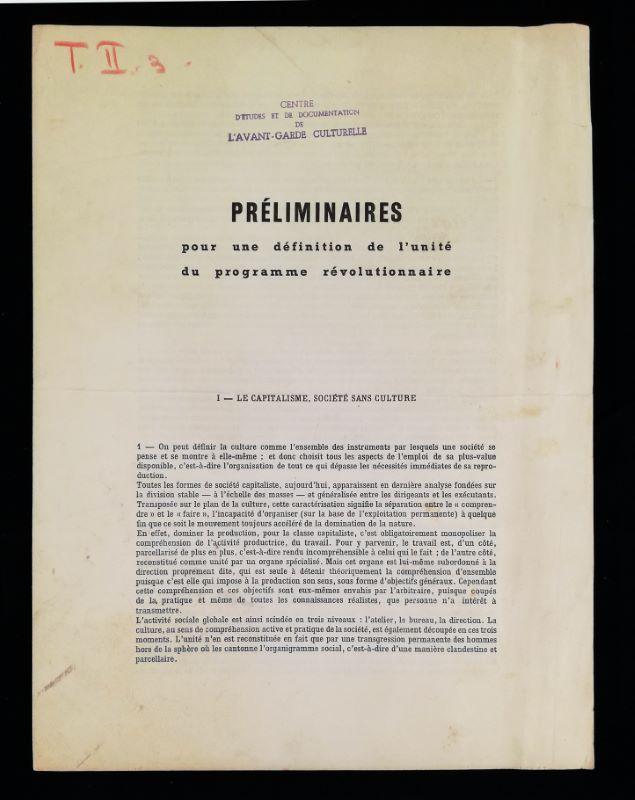 T. II. 3.
CENTRE
D'ÉTUDES ET DE DOCUMENTATION
DE
L'AVANT-GARDE CULTURELLE
PRÉLIMINAIRES
pour une définition de l'unité
du programme révolutionnaire
I — LE CAPITALISME, SOCIÉTÉ SANS CULTURE
1 — On peut définir la culture comme l'ensemble des instruments par lesquels une société se
pense et se montre à elle-même ; et donc choisit tous les aspects de l'emploi de sa plus-value
disponible, c'est-à-dire l'organisation de tout ce qui dépasse les nécessités immédiates de sa repro-
duction.
Toutes les formes de société capitaliste, aujourd'hui, apparaissent en dernière analyse fondées sur
la division stable — à l'échelle des masses — et généralisée entre les dirigeants et les exécutants.
Transposée sur le plan de la culture, cette caractérisation signifie la séparation entre le « compren-
dre » et le « faire », l'incapacité d'organiser (sur la base de l'exploitation permanente) à quelque
fin que ce soit le mouvement toujours accéléré de la domination de la nature.
En effet, dominer la production, pour la classe capitaliste, c'est obligatoirement monopoliser la
compréhension de l'activité productrice, du travail. Pour y parvenir, le travail est, d'un côté,
parcellarisé de plus en plus, c'est-à-dire rendu incompréhensible à celui qui le fait ; de l'autre côté,
reconstitué comme unité par un organe spécialisé. Mais cet organe est lui-même subordonné à la
direction proprement dite, qui est seule à détenir théoriquement la compréhension d'ensemble
puisque c'est elle qui impose à la production son sens, sous forme d'objectifs généraux. Cependant
cette compréhension et ces objectifs sont eux-mêmes envahis par l'arbitraire, puisque coupés
de la pratique et même de toutes les connaissances réalistes, que personne n'a intérêt à
transmettre.
L'activité sociale globale est ainsi scindée en trois niveaux : l'atelier, le bureau, la direction. La
culture, au sens de compréhension active et pratique de la société, est également découpée en ces trois
moments. L'unité n'en est reconstituée en fait que par une transgression permanente des hommes
hors de la sphère où les cantonne l'organigramme social, c'est-à-dire d'une manière clandestine et
parcellaire.